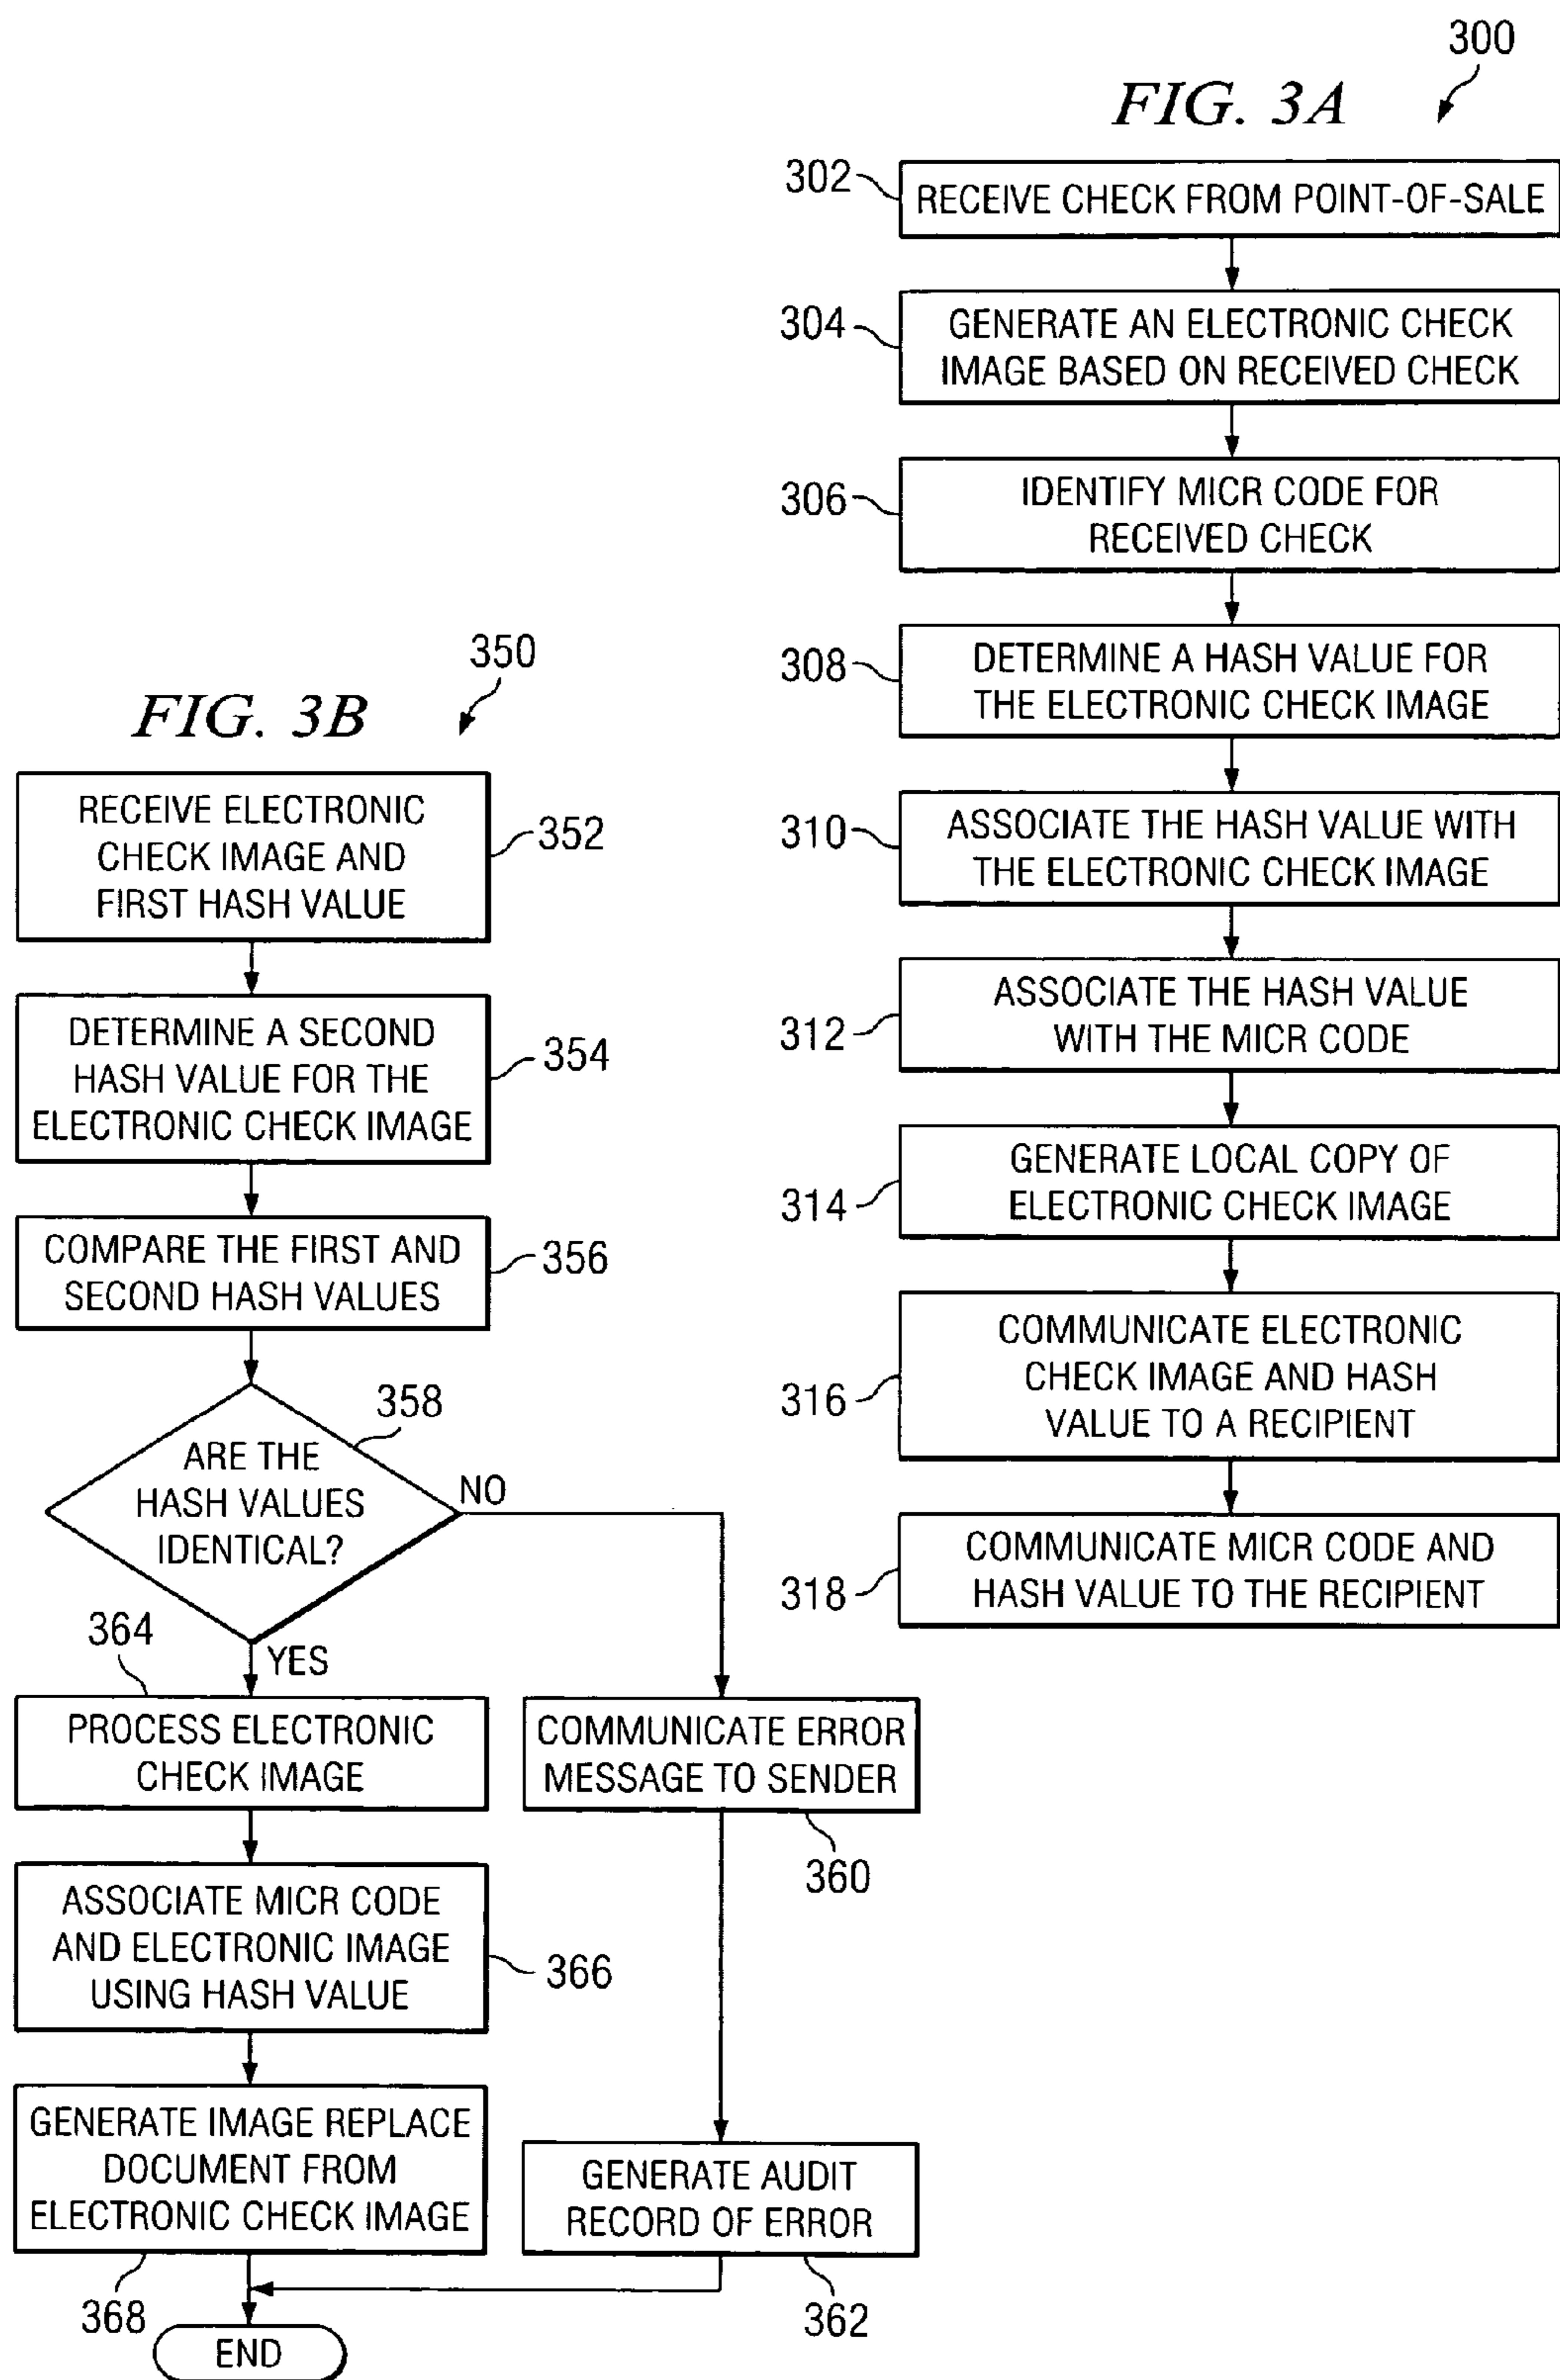 300
FIG. 3A
302
RECEIVE CHECK FROM POINT-OF-SALE
304
GENERATE AN ELECTRONIC CHECK
IMAGE BASED ON RECEIVED CHECK
306
IDENTIFY MICR CODE FOR
RECEIVED CHECK
308
DETERMINE A HASH VALUE FOR
THE ELECTRONIC CHECK IMAGE
310
ASSOCIATE THE HASH VALUE WITH
THE ELECTRONIC CHECK IMAGE
312
ASSOCIATE THE HASH VALUE
WITH THE MICR CODE
314
GENERATE LOCAL COPY OF
ELECTRONIC CHECK IMAGE
316
COMMUNICATE ELECTRONIC
CHECK IMAGE AND HASH
VALUE TO A RECIPIENT
318
COMMUNICATE MICR CODE AND
HASH VALUE TO THE RECIPIENT
350
FIG. 3B
RECEIVE ELECTRONIC
CHECK IMAGE AND
FIRST HASH VALUE
352
DETERMINE A SECOND
HASH VALUE FOR THE
ELECTRONIC CHECK IMAGE
354
COMPARE THE FIRST AND
SECOND HASH VALUES
356
358
ARE THE
HASH VALUES
IDENTICAL?
NO
YES
364
PROCESS ELECTRONIC
CHECK IMAGE
COMMUNICATE ERROR
MESSAGE TO SENDER
360
ASSOCIATE MICR CODE
AND ELECTRONIC IMAGE
USING HASH VALUE
366
GENERATE IMAGE REPLACE
DOCUMENT FROM
ELECTRONIC CHECK IMAGE
368
GENERATE AUDIT
RECORD OF ERROR
362
END